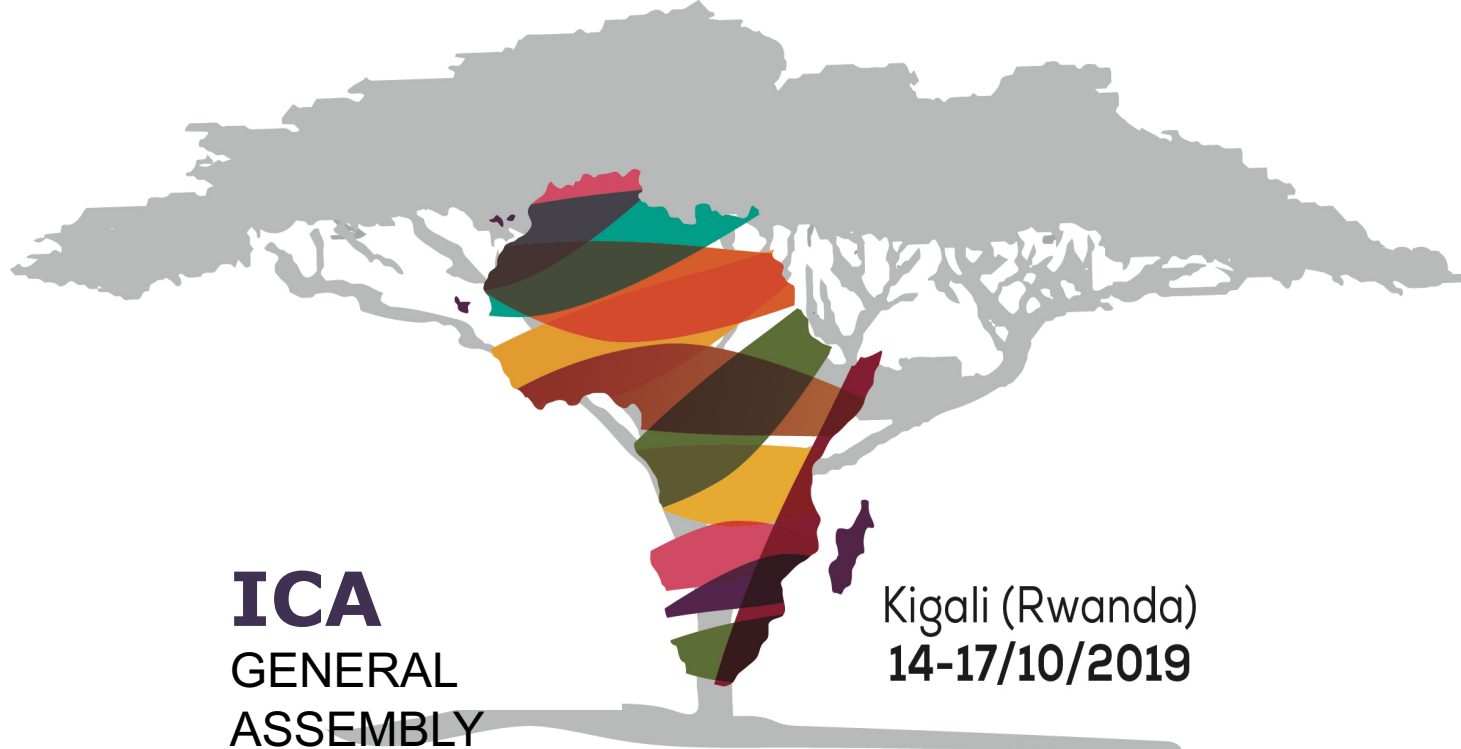 ICA
GENERAL
ASSEMBLY
Kigali (Rwanda)
14-17/10/2019